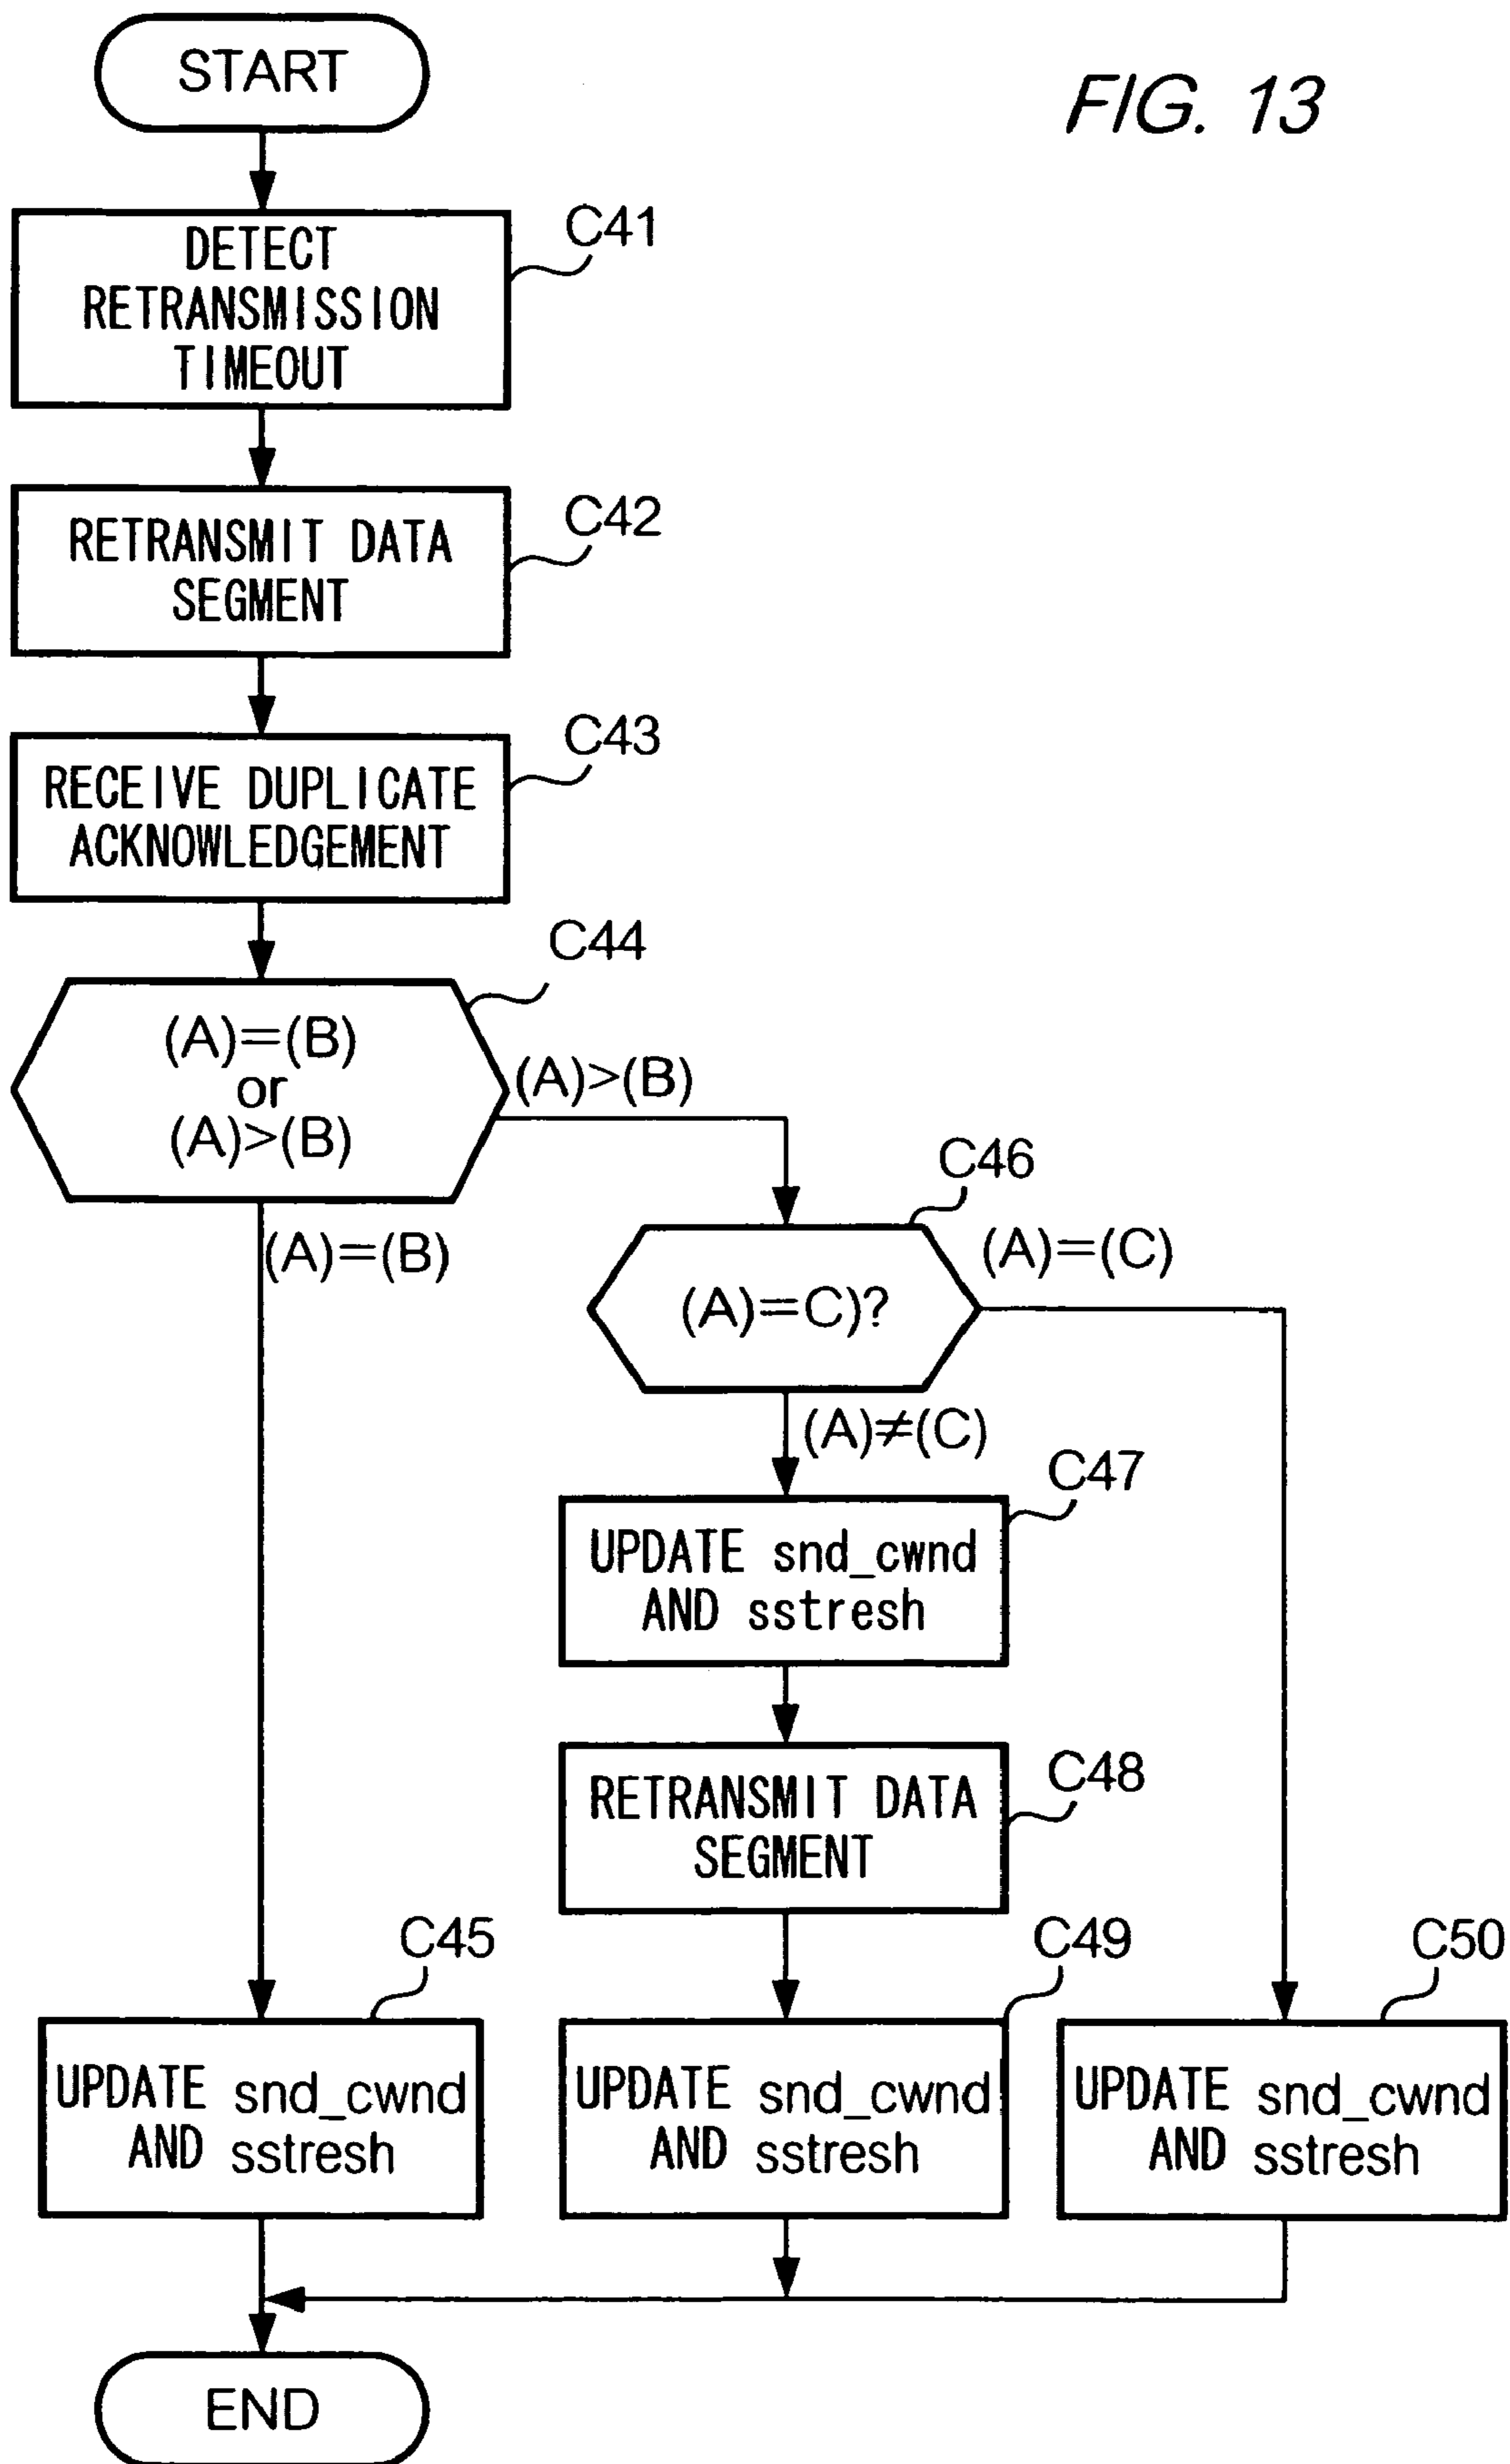 START
FIG. 13
C41
DETECT
RETRANSMISSION
TIMEOUT
C42
RETRANSMIT DATA
SEGMENT
C43
RECEIVE DUPLICATE
ACKNOWLEDGEMENT
C44
(A)=(B)
or
(A)>(B)
(A)>(B)
(A)=(B)
C46
(A)=C)?
(A)=(C)
(A)≠(C)
C47
UPDATE snd_cwnd
AND sstresh
C48
RETRANSMIT DATA
SEGMENT
C45
UPDATE snd_cwnd
AND sstresh
C49
UPDATE snd_cwnd
AND sstresh
C50
UPDATE snd_cwnd
AND sstresh
END